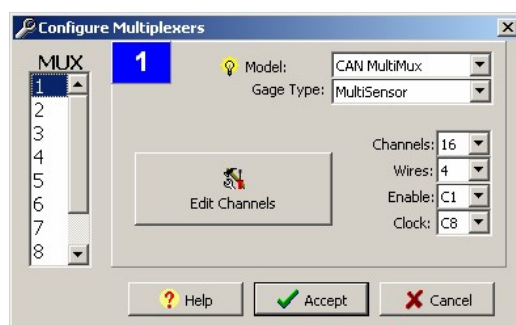 Configure Multiplexers
MUX
1
2
3
4
5
6
7
8
1
Model: CAN MultiMux
Gage Type: MultiSensor
Channels: 16
Wires: 4
Enable: C1
Clock: C8
Edit Channels
? Help
Accept
Cancel